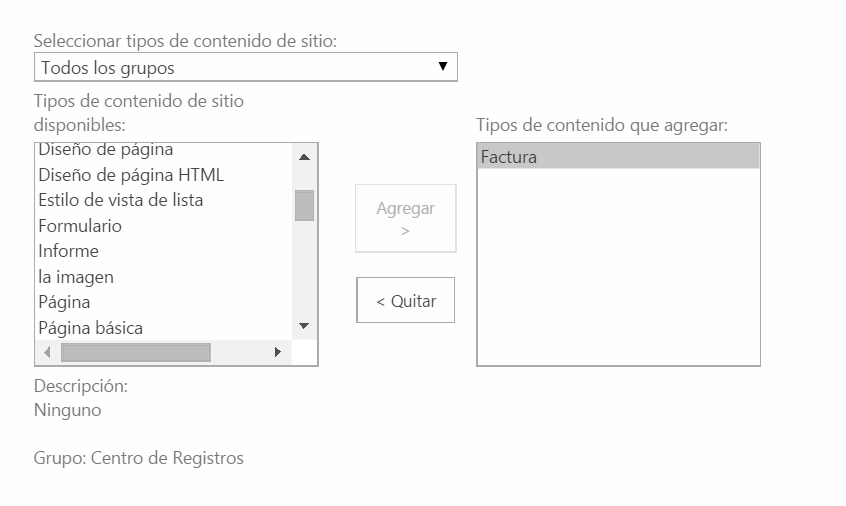 Seleccionar tipos de contenido de sitio:
Todos los grupos
Tipos de contenido de sitio
disponibles:
Diseño de página
Diseño de página HTML
Estilo de vista de lista
Formulario
Informe
la imagen
Página
Página básica
Agregar
>
< Quitar
Tipos de contenido que agregar:
Factura
Descripción:
Ninguno
Grupo: Centro de Registros